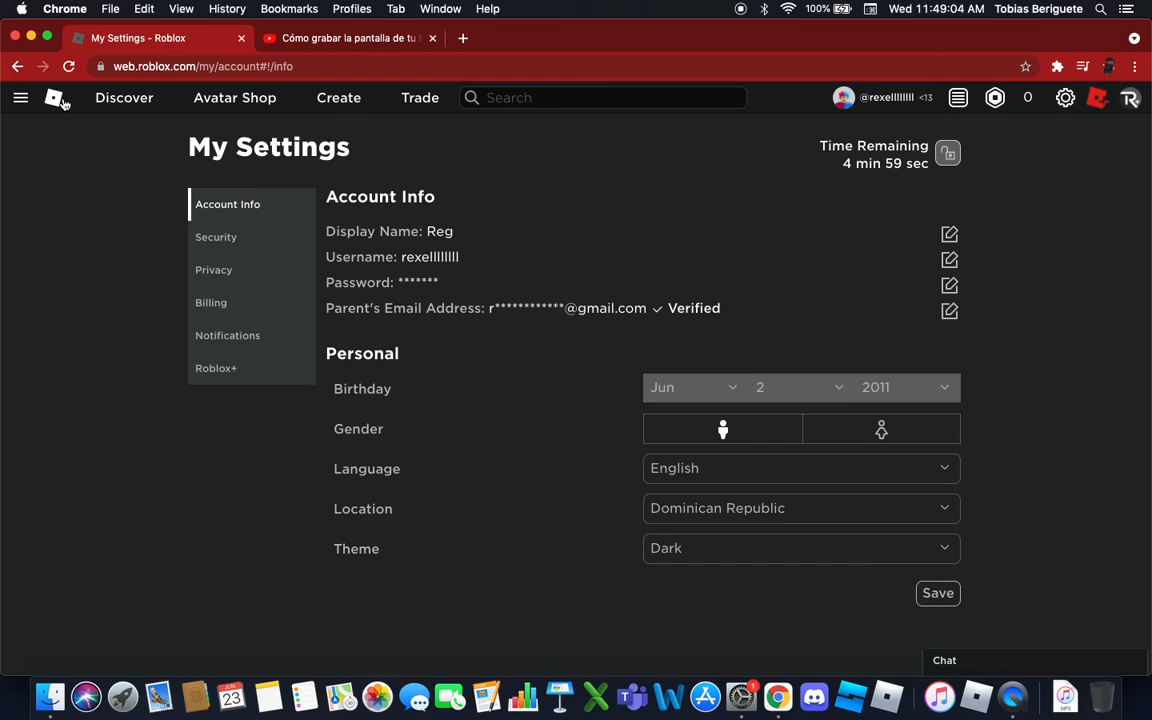 Chrome File Edit View History Bookmarks Profiles Tab Window Help 100% Wed 11:49:04 AM Tobias Beriguete
My Settings - Roblox Cómo grabar la pantalla de tu
web.roblox.com/my/account#!/info
Discover Avatar Shop Create Trade Search @rexellllllll <13 0
My Settings
Time Remaining
4 min 59 sec
Account Info
Security
Privacy
Billing
Notifications
Roblox+
Account Info
Display Name: Reg
Username: rexellllllll
Password: *******
Parent's Email Address: r************@gmail.com Verified
Personal
Birthday Jun 2 2011
Gender
Language English
Location Dominican Republic
Theme Dark
Save
Chat
JUN
23
1
MP3